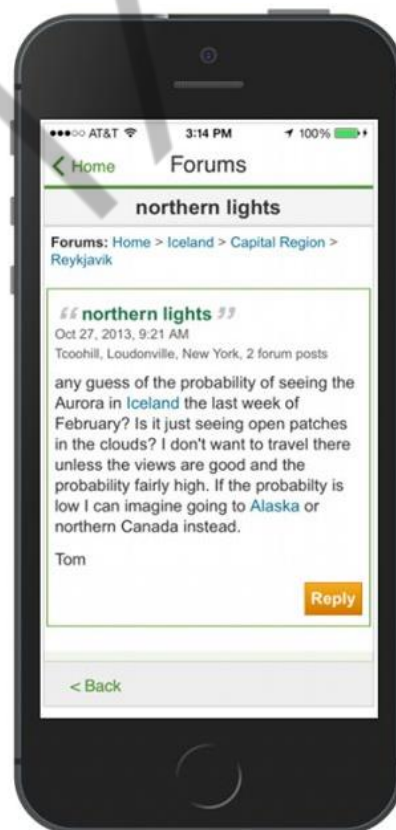 AT&T 3:14 PM 100%
Home Forums
northern lights
Forums: Home > Iceland > Capital Region >
Reykjavik
“ northern lights ”
Oct 27, 2013, 9:21 AM
Tcoohill, Loudonville, New York, 2 forum posts
any guess of the probability of seeing the
Aurora in Iceland the last week of
February? Is it just seeing open patches
in the clouds? I don't want to travel there
unless the views are good and the
probability fairly high. If the probabilty is
low I can imagine going to Alaska or
northern Canada instead.
Tom
Reply
< Back